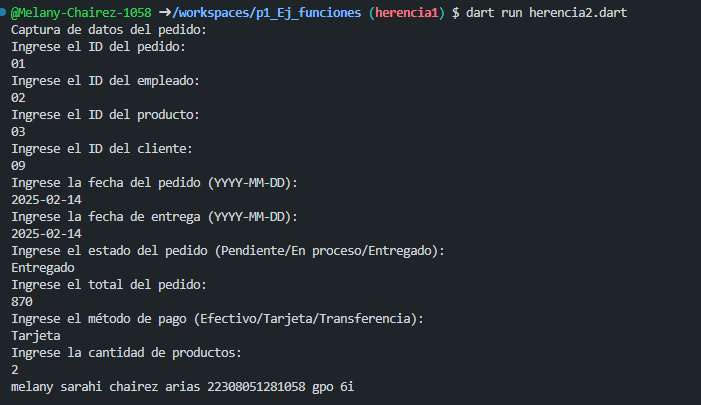 @Melany-Chairez-1058 ➜/workspaces/p1_Ej_funciones (herencia1) $ dart run herencia2.dart
Captura de datos del pedido:
Ingrese el ID del pedido:
01
Ingrese el ID del empleado:
02
Ingrese el ID del producto:
03
Ingrese el ID del cliente:
09
Ingrese la fecha del pedido (YYYY-MM-DD):
2025-02-14
Ingrese la fecha de entrega (YYYY-MM-DD):
2025-02-14
Ingrese el estado del pedido (Pendiente/En proceso/Entregado):
Entregado
Ingrese el total del pedido:
870
Ingrese el método de pago (Efectivo/Tarjeta/Transferencia):
Tarjeta
Ingrese la cantidad de productos:
2
melany sarahi chairez arias 22308051281058 gpo 6i